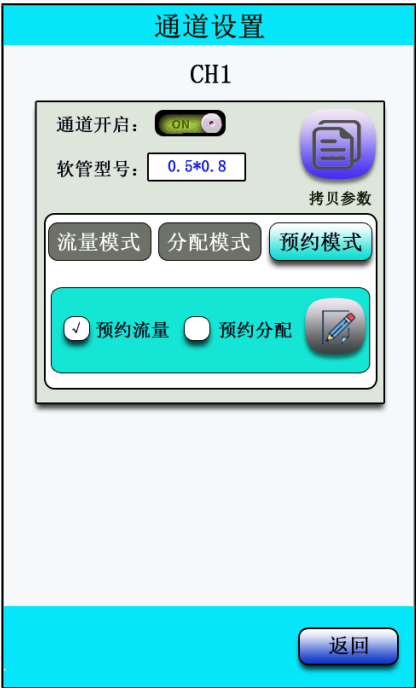 通道设置
CH1
通道开启： ON
软管型号： 0.5*0.8
拷贝参数
流量模式 分配模式 预约模式
√ 预约流量 预约分配
返回